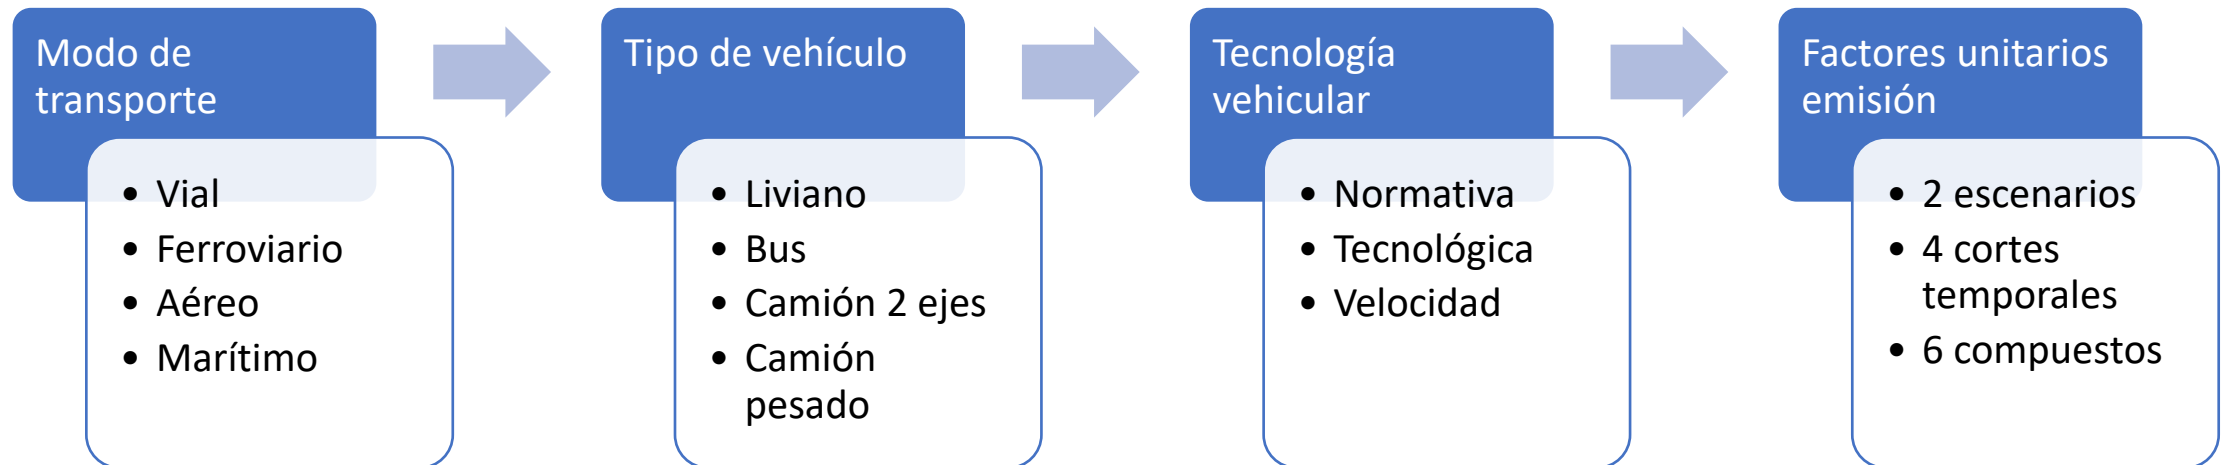 Modo de
transporte
• Vial
• Ferroviario
• Aéreo
• Marítimo
Tipo de vehículo
• Liviano
• Bus
• Camión 2 ejes
• Camión
pesado
Tecnología
vehicular
• Normativa
• Tecnológica
• Velocidad
Factores unitarios
emisión
• 2 escenarios
• 4 cortes
temporales
• 6 compuestos